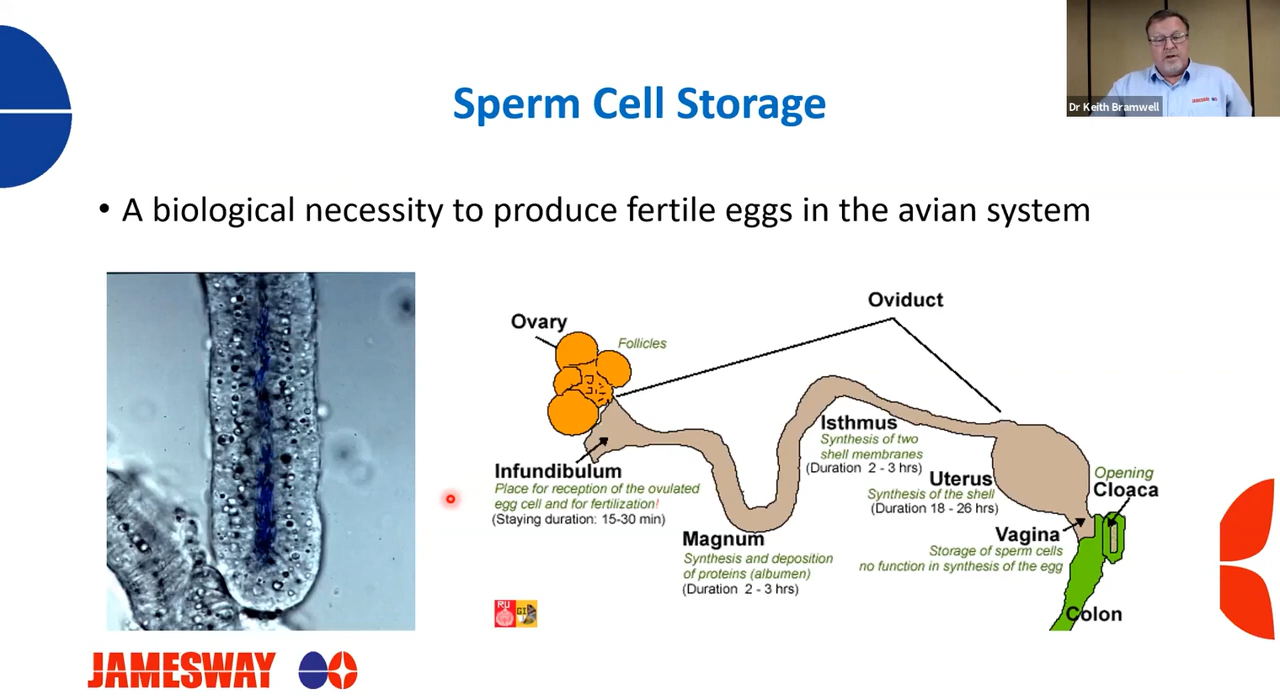 Dr Keith Bramwell
Sperm Cell Storage
• A biological necessity to produce fertile eggs in the avian system
Oviduct
Ovary
Follicles
Infundibulum
Place for reception of the ovulated
egg cell and for fertilization!
(Staying duration: 15-30 min)
Magnum
Synthesis and deposition
of proteins (albumen)
(Duration 2 - 3 hrs)
Isthmus
Synthesis of two
shell membranes
(Duration 2 - 3 hrs)
Uterus
Synthesis of the shell
(Duration 18 - 26 hrs)
Vagina
Storage of sperm cells
no function in synthesis of the egg
Opening
Cloaca
Colon
RU
GI
JAMESWAY
JAMESWAY